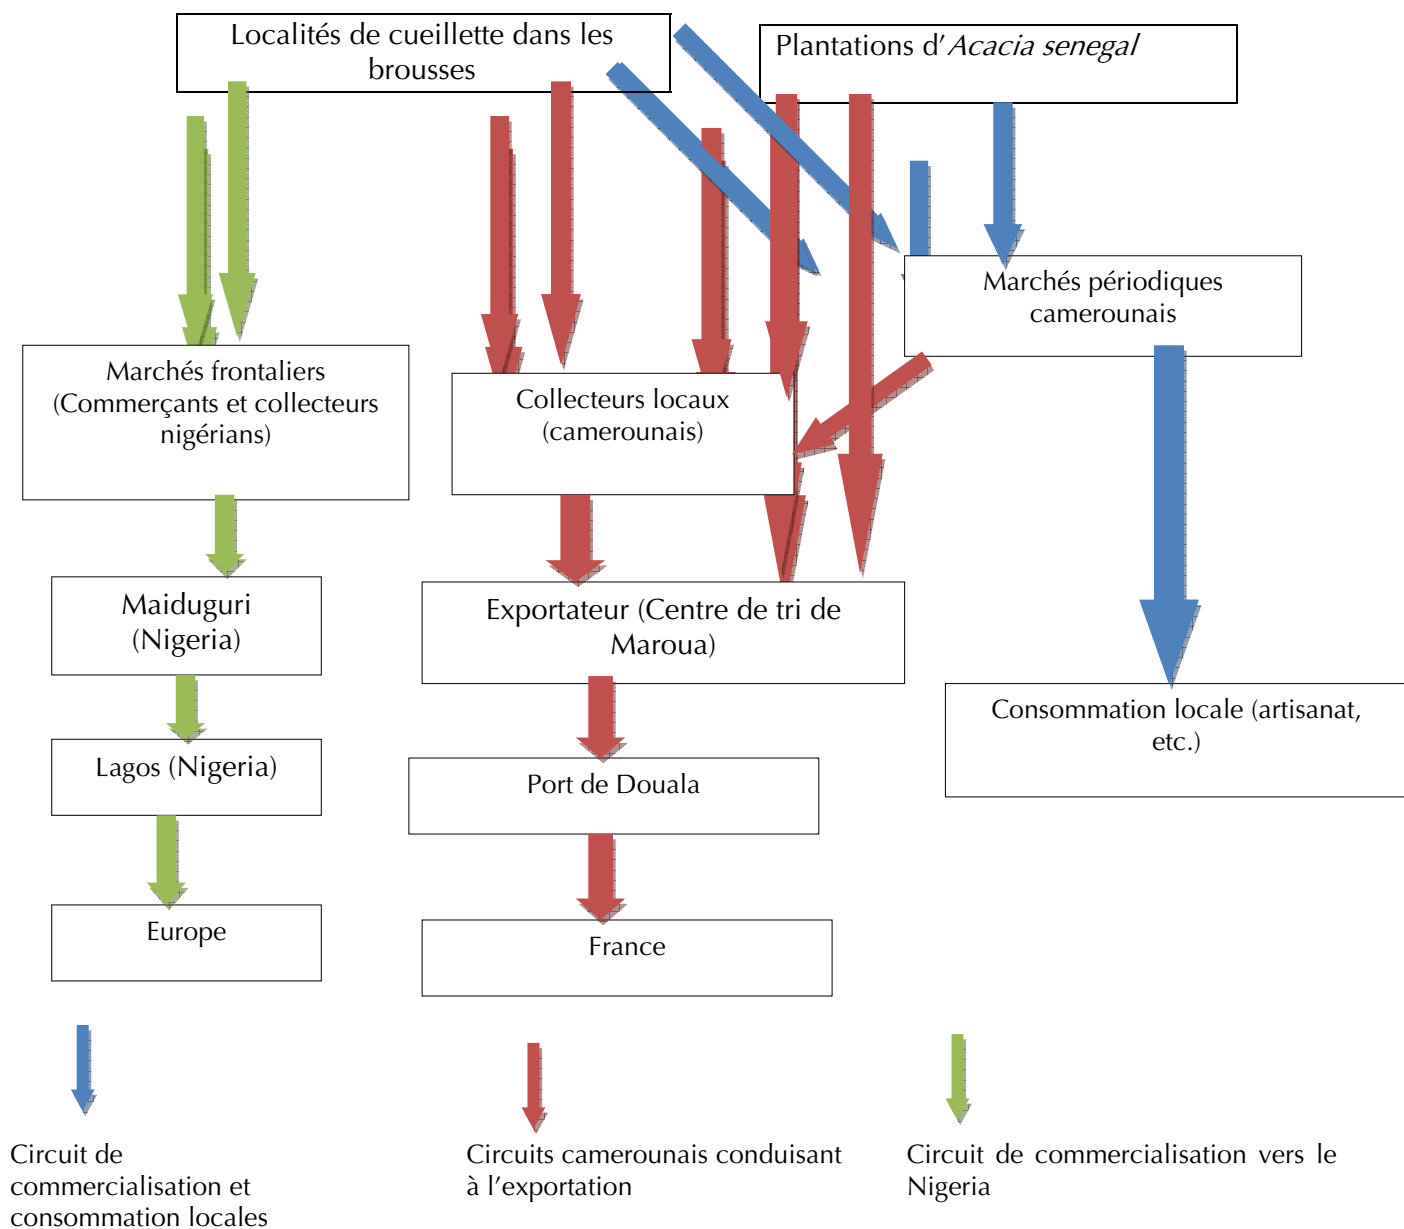 Localités de cueillette dans les
brousses
Plantations d'Acacia senegal
Marchés périodiques
camerounais
Marchés frontaliers
(Commerçants et collecteurs
nigérians)
Collecteurs locaux
(camerounais)
Maiduguri
(Nigeria)
Exportateur (Centre de tri de
Maroua)
Consommation locale (artisanat,
etc.)
Lagos (Nigeria)
Port de Douala
Europe
France
Circuit de
commercialisation et
consommation locales
Circuits camerounais conduisant
à l'exportation
Circuit de commercialisation vers le
Nigeria